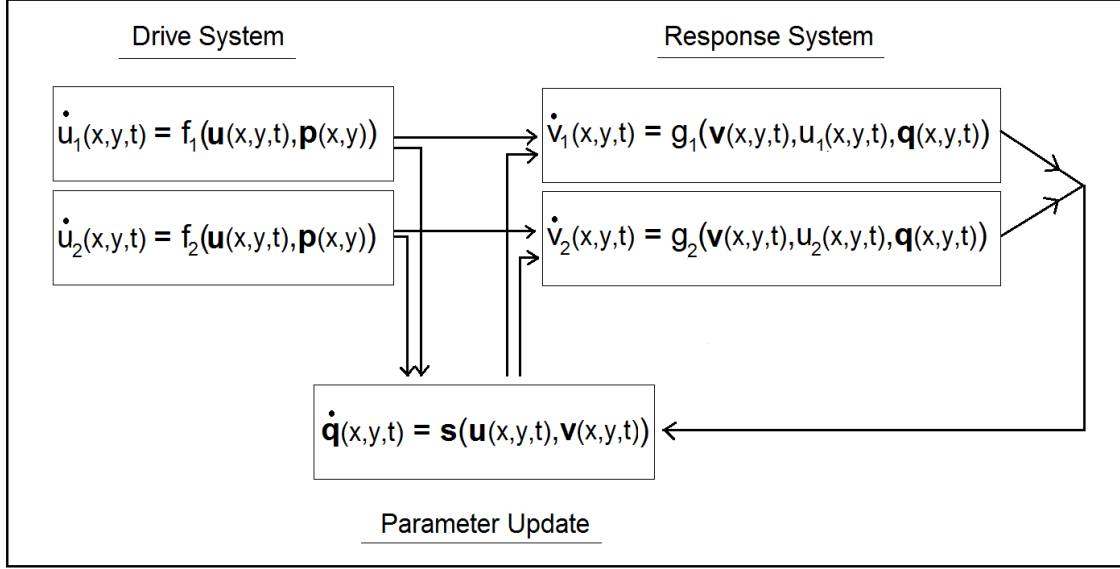 Drive System
Response System
u̇₁(x,y,t) = f₁(u(x,y,t),p(x,y))
v̇₁(x,y,t) = g₁(v(x,y,t),u₁(x,y,t),q(x,y,t))
u̇₂(x,y,t) = f₂(u(x,y,t),p(x,y))
v̇₂(x,y,t) = g₂(v(x,y,t),u₂(x,y,t),q(x,y,t))
q̇(x,y,t) = s(u(x,y,t),v(x,y,t))
Parameter Update